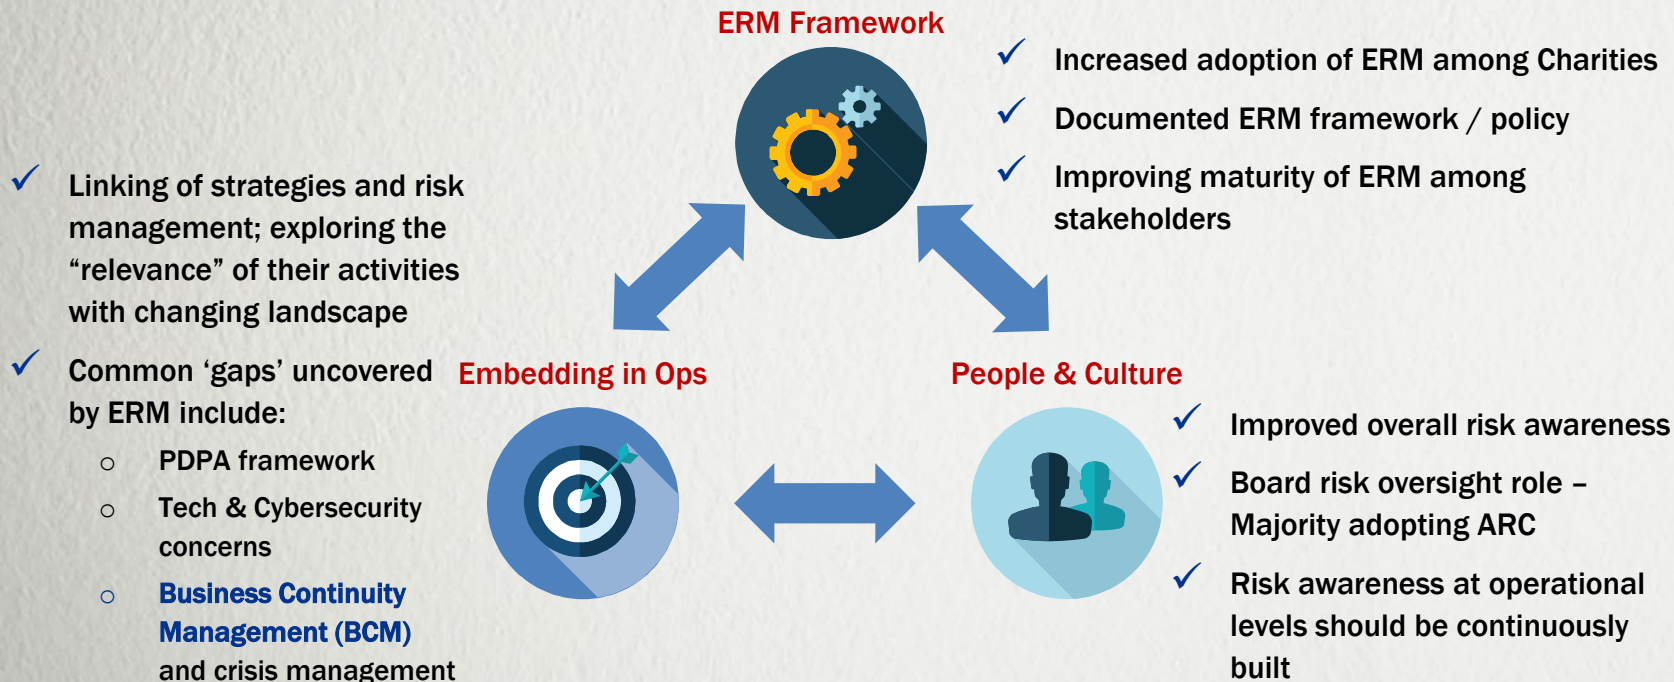 ERM Framework
✓ Increased adoption of ERM among Charities
✓ Documented ERM framework / policy
✓ Improving maturity of ERM among
stakeholders
✓ Linking of strategies and risk
management; exploring the
“relevance” of their activities
with changing landscape
✓ Common ‘gaps’ uncovered
by ERM include:
o PDPA framework
o Tech & Cybersecurity
concerns
o Business Continuity
Management (BCM)
and crisis management
Embedding in Ops
People & Culture
✓ Improved overall risk awareness
✓ Board risk oversight role –
Majority adopting ARC
✓ Risk awareness at operational
levels should be continuously
built